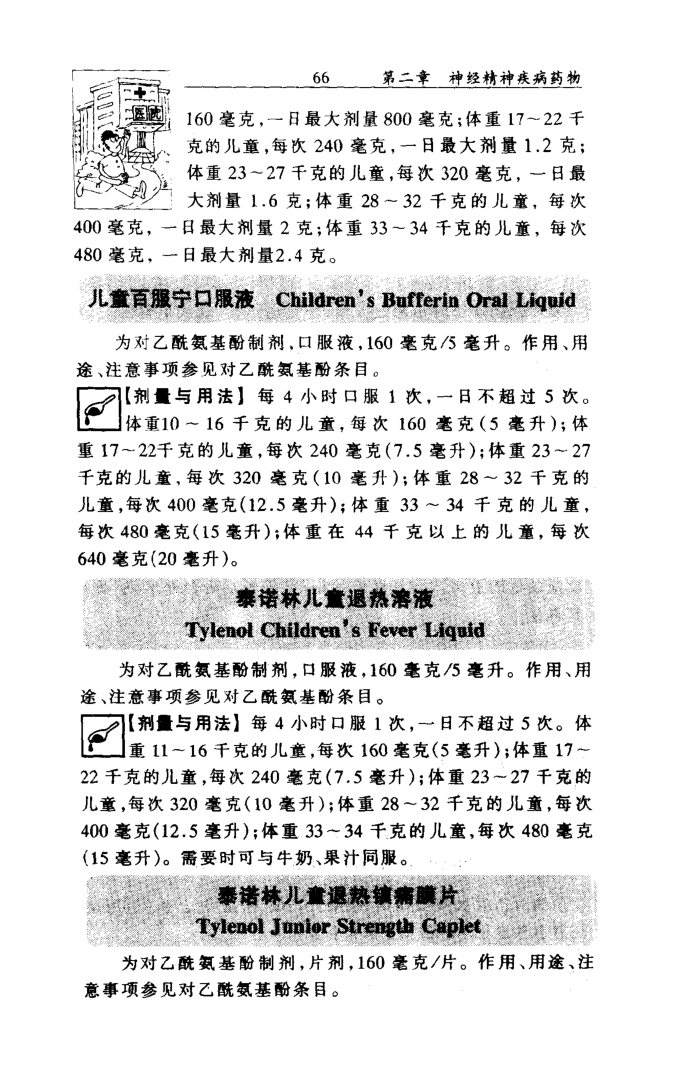 66 第二章 神经精神疾病药物
医院
160 毫克,一日最大剂量 800 毫克;体重 17~22 千
克的儿童,每次 240 毫克,一日最大剂量 1.2 克;
体重 23~27 千克的儿童,每次 320 毫克,一日最
大剂量 1.6 克;体重 28~32 千克的儿童,每次
400 毫克,一日最大剂量 2 克;体重 33~34 千克的儿童,每次
480 毫克,一日最大剂量2.4 克。
儿童百服宁口服液 Children's Bufferin Oral Liquid
为对乙酰氨基酚制剂,口服液,160 毫克/5 毫升。作用、用
途、注意事项参见对乙酰氨基酚条目。
【剂量与用法】每 4 小时口服 1 次,一日不超过 5 次。
体重10~16 千克的儿童,每次 160 毫克(5 毫升);体
重 17~22千克的儿童,每次 240 毫克(7.5 毫升);体重 23~27
千克的儿童,每次 320 毫克(10 毫升);体重 28~32 千克的
儿童,每次 400 毫克(12.5 毫升);体重 33~34 千克的儿童,
每次 480 毫克(15 毫升);体重在 44 千克以上的儿童,每次
640 毫克(20 毫升)。
泰诺林儿童退热溶液
Tylenol Children's Fever Liquid
为对乙酰氨基酚制剂,口服液,160 毫克/5 毫升。作用、用
途、注意事项参见对乙酰氨基酚条目。
【剂量与用法】每 4 小时口服 1 次,一日不超过 5 次。体
重 11~16 千克的儿童,每次 160 毫克(5 毫升);体重 17~
22 千克的儿童,每次 240 毫克(7.5 毫升);体重 23~27 千克的
儿童,每次 320 毫克(10 毫升);体重 28~32 千克的儿童,每次
400 毫克(12.5 毫升);体重 33~34 千克的儿童,每次 480 毫克
(15 毫升)。需要时可与牛奶、果汁同服。
泰诺林儿童退热镇痛膜片
Tylenol Junior Strength Caplet
为对乙酰氨基酚制剂,片剂,160 毫克/片。作用、用途、注
意事项参见对乙酰氨基酚条目。